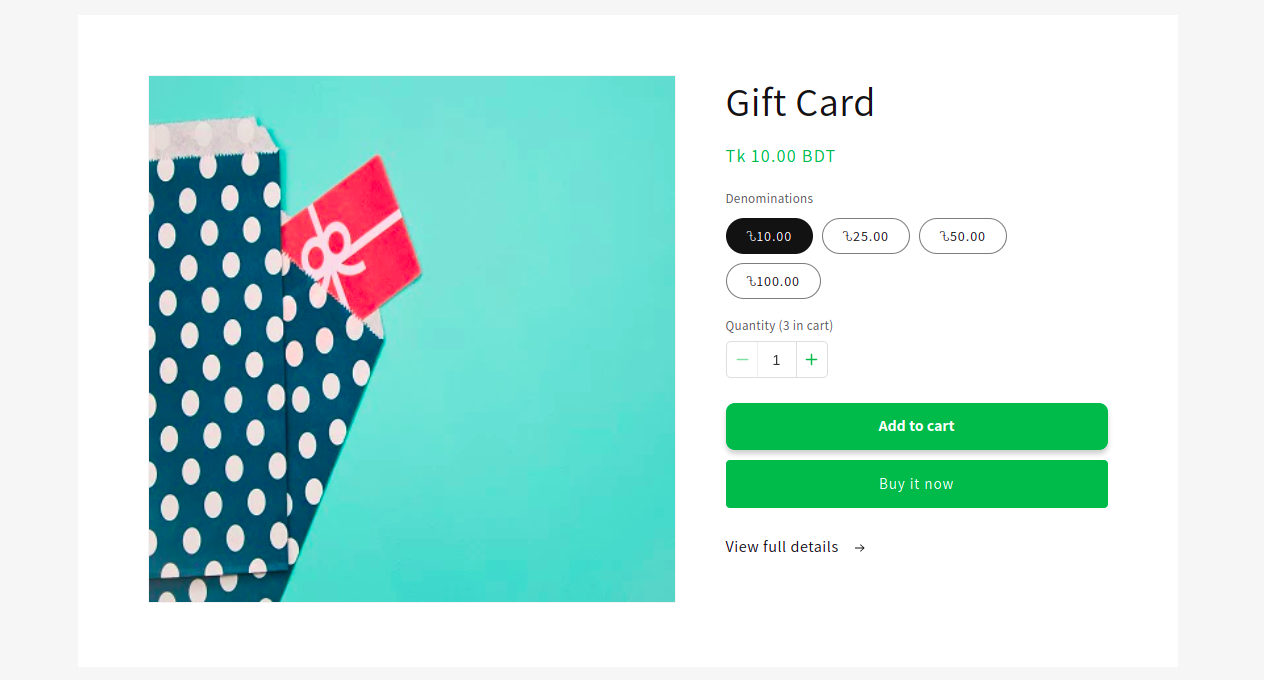 Gift Card
Tk 10.00 BDT
Denominations
৳10.00 ৳25.00 ৳50.00
৳100.00
Quantity (3 in cart)
− 1 +
Add to cart
Buy it now
View full details →